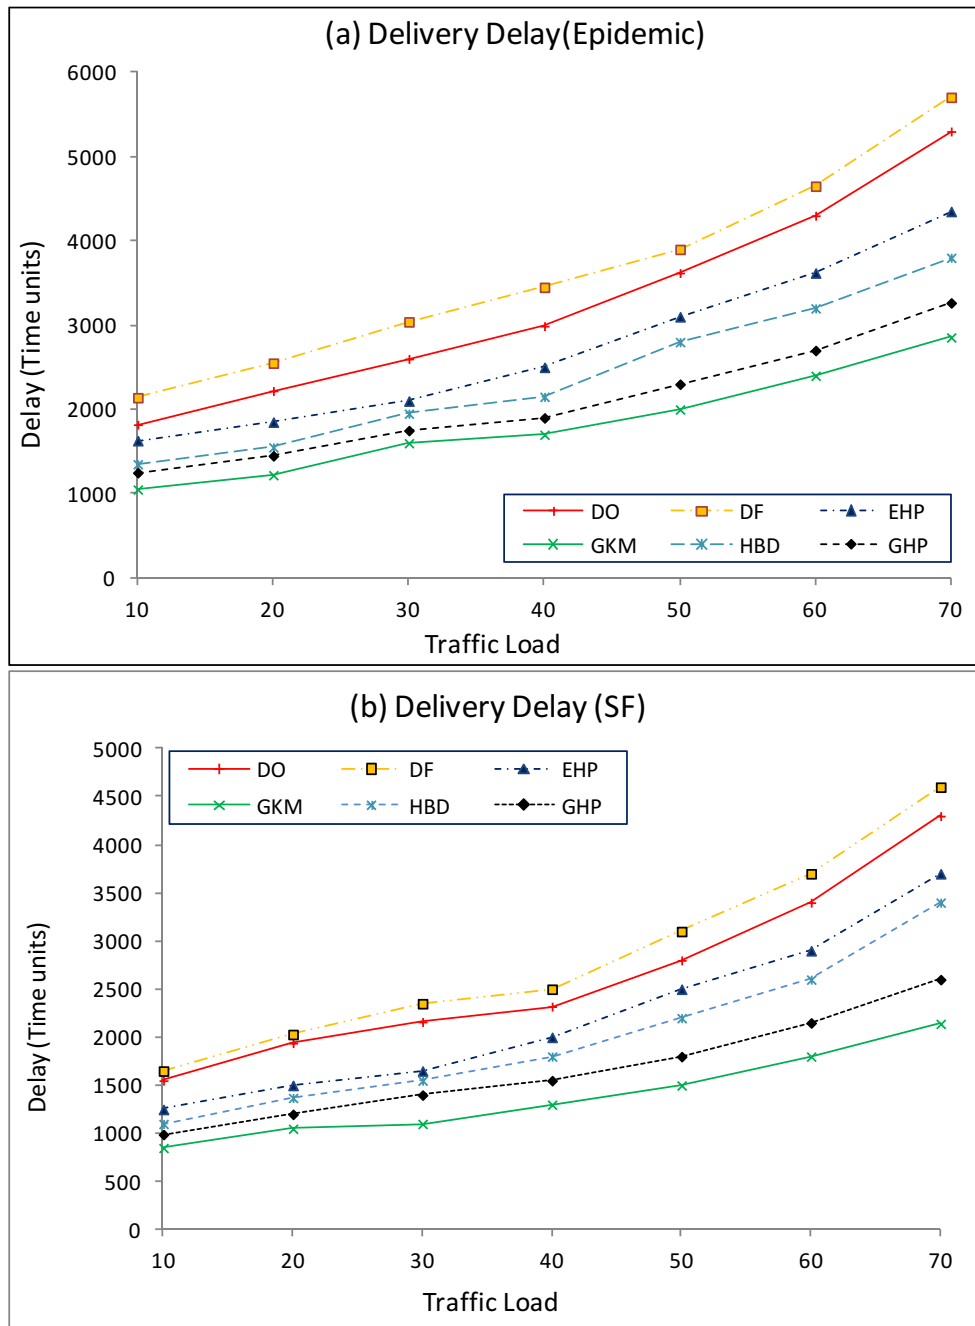 (a) Delivery Delay(Epidemic)
6000
5000
4000
3000
2000
1000
0
Delay (Time units)
DO DF EHP
GKM HBD GHP
10 20 30 40 50 60 70
Traffic Load
(b) Delivery Delay (SF)
5000
4500
4000
3500
3000
2500
2000
1500
1000
500
0
Delay (Time units)
DO DF EHP
GKM HBD GHP
10 20 30 40 50 60 70
Traffic Load